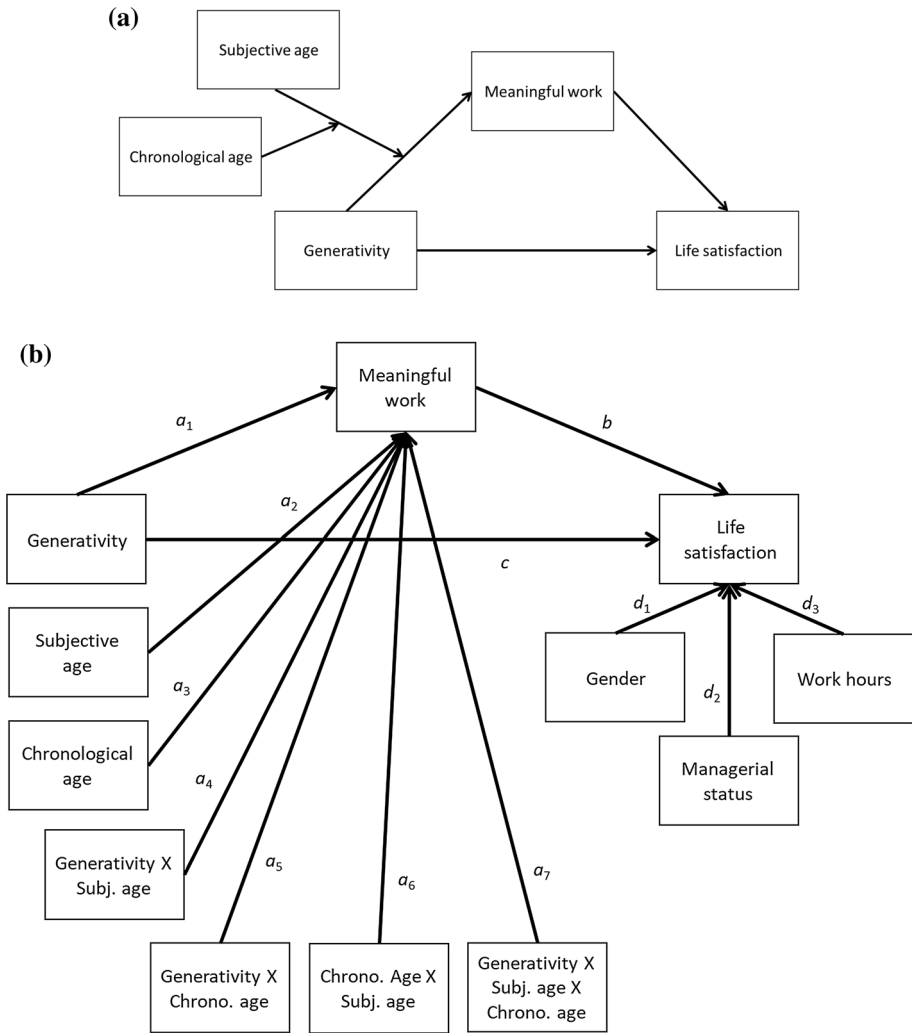 (a)
Subjective age
Meaningful work
Chronological age
Generativity
Life satisfaction
(b)
Meaningful
work
a1
b
a2
Generativity
Life
satisfaction
c
Subjective
age
d1
d3
a3
Gender
d2
Work hours
Chronological
age
a4
Managerial
status
Generativity X
Subj. age
a5
a6
a7
Generativity X
Chrono. age
Chrono. Age X
Subj. age
Generativity X
Subj. age X
Chrono. age